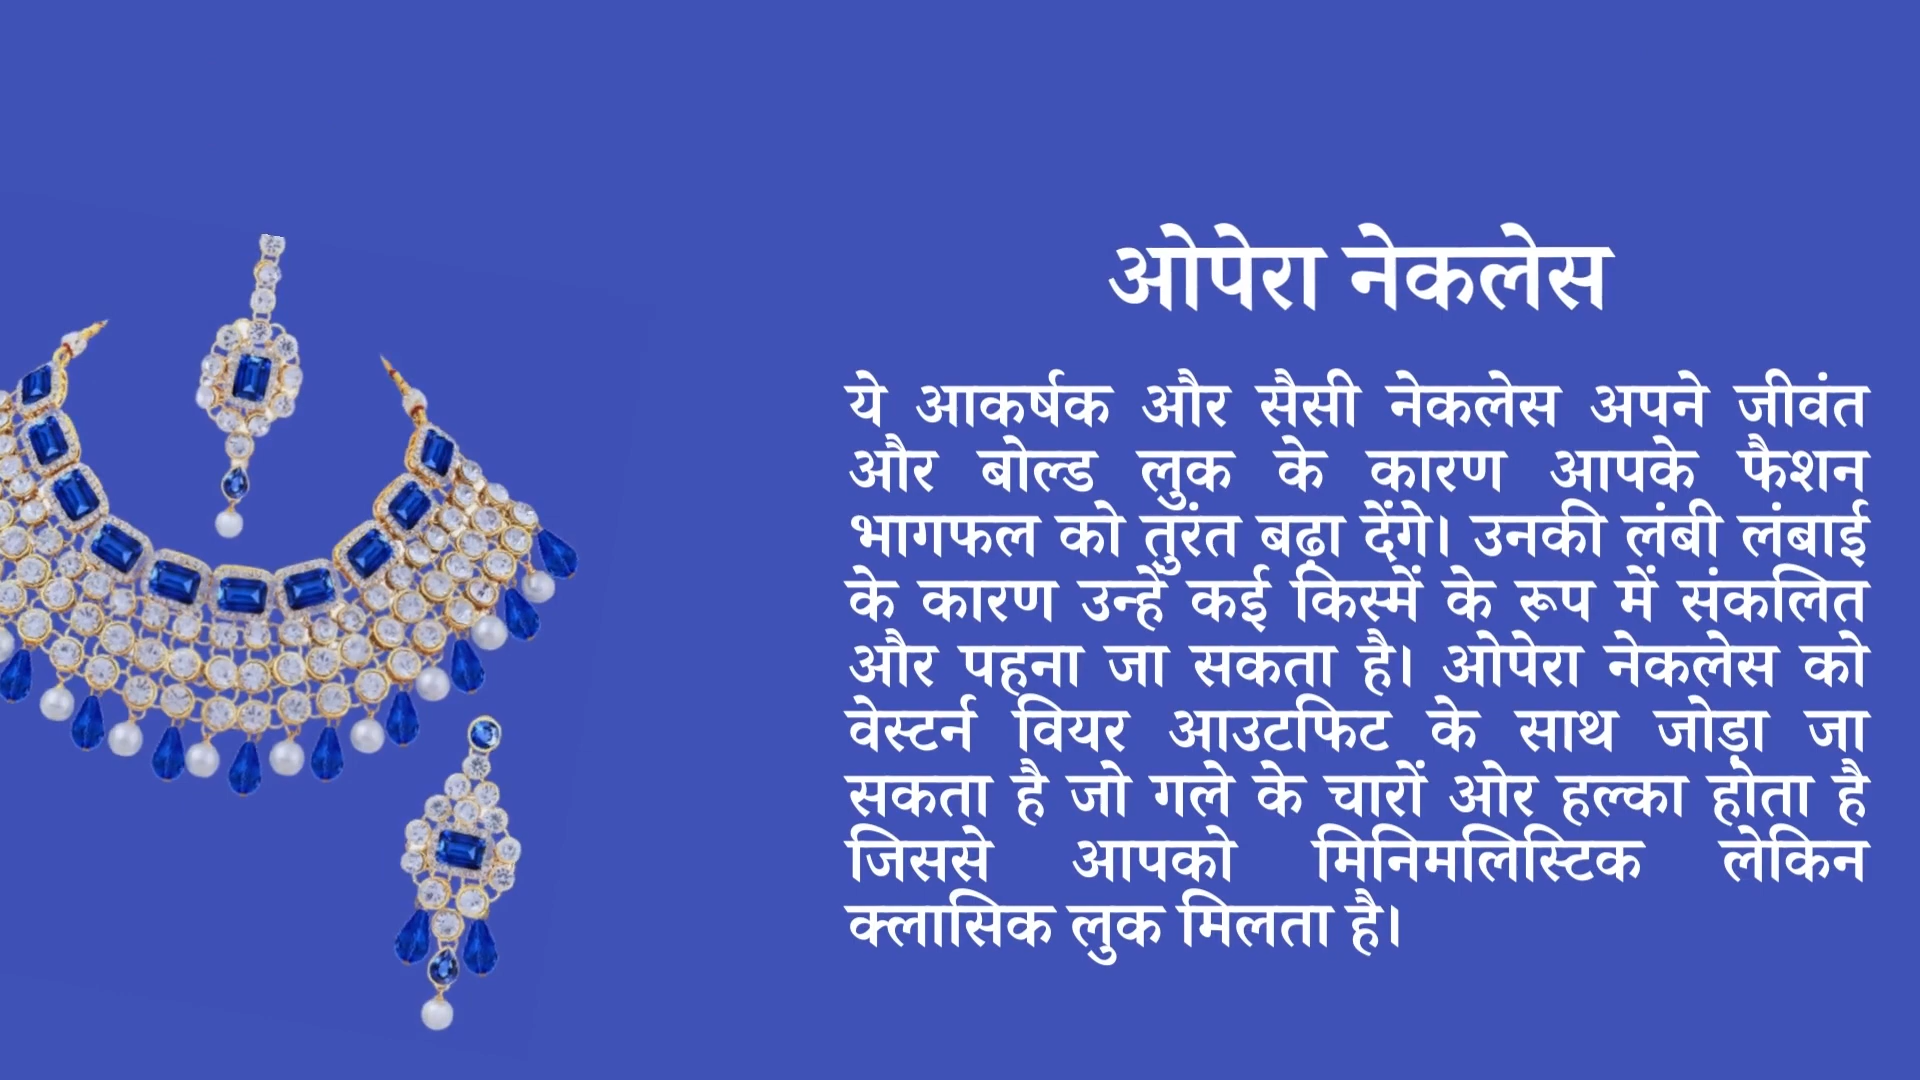 ओपेरा नेकलेस
ये आकर्षक और सैसी नेकलेस अपने जीवंत
और बोल्ड लुक के कारण आपके फैशन
भागफल को तुरंत बढ़ा देंगे। उनकी लंबी लंबाई
के कारण उन्हें कई किस्में के रूप में संकलित
और पहना जा सकता है। ओपेरा नेकलेस को
वेस्टर्न वियर आउटफिट के साथ जोड़ा जा
सकता है जो गले के चारों ओर हल्का होता है
जिससे आपको मिनिमलिस्टिक लेकिन
क्लासिक लुक मिलता है।